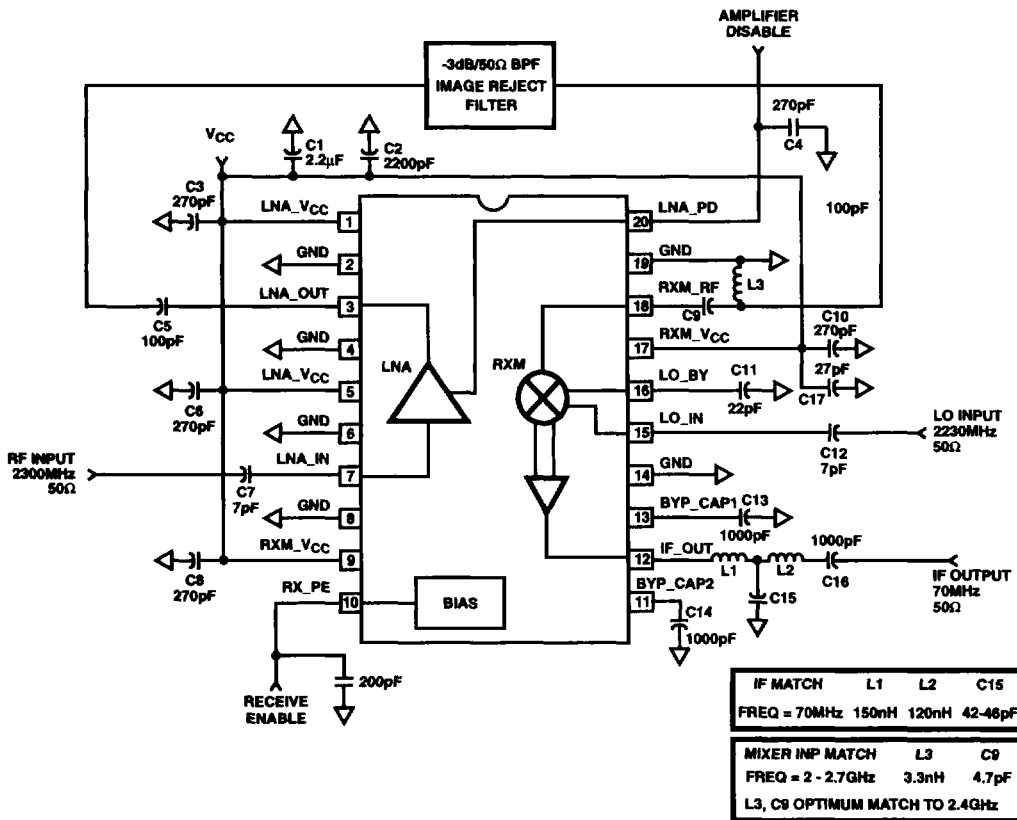 AMPLIFIER
DISABLE
-3dB/50Ω BPF
IMAGE REJECT
FILTER
270pF
C4
VCC
C1
2.2µF
C2
2200pF
C3
270pF
100pF
LNA_VCC
1
20
LNA_PD
GND
2
19
GND
L3
LNA_OUT
3
18
RXM_RF
C9
C5
100pF
C10
270pF
GND
4
17
RXM_VCC
27pF
C17
LNA
RXM
LNA_VCC
5
16
LO_BY
C11
22pF
C6
270pF
GND
6
15
LO_IN
LO INPUT
2230MHz
50Ω
C12
7pF
RF INPUT
2300MHz
50Ω
LNA_IN
7
14
GND
C7
7pF
GND
8
13
BYP_CAP1
C13
1000pF
RXM_VCC
9
12
IF_OUT
L1
L2
1000pF
C16
IF OUTPUT
70MHz
50Ω
C8
270pF
C15
RX_PE
10
BIAS
11
BYP_CAP2
C14
1000pF
200pF
RECEIVE
ENABLE
IF MATCH L1 L2 C15
FREQ = 70MHz 150nH 120nH 42-46pF
MIXER INP MATCH L3 C9
FREQ = 2 - 2.7GHz 3.3nH 4.7pF
L3, C9 OPTIMUM MATCH TO 2.4GHz